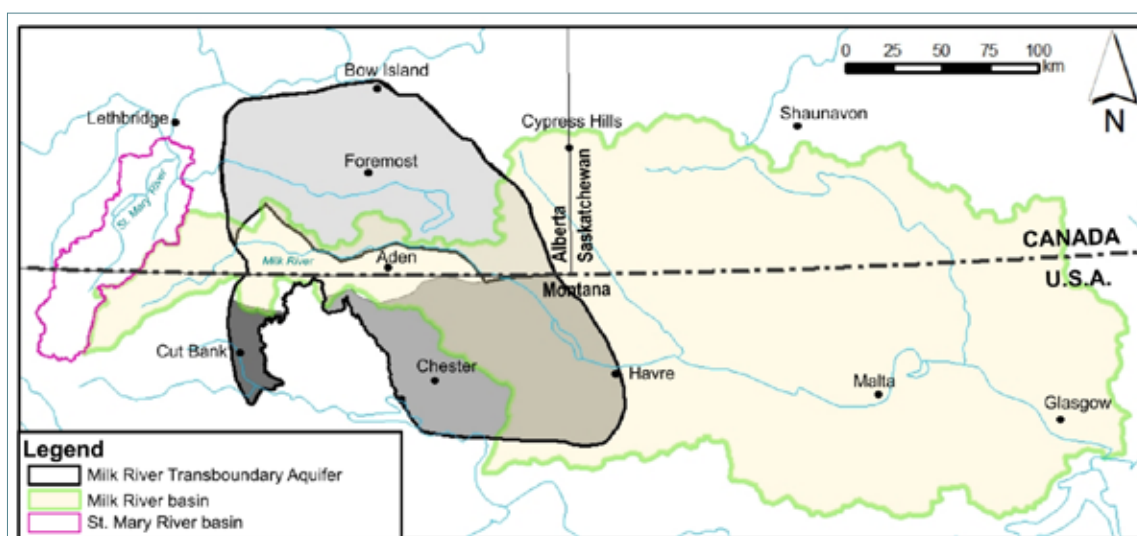 0 25 50 75 100
km
N
Bow Island
Lethbridge
Shaunavon
Cypress Hills
Foremost
St. Mary River
Alberta
Saskatchewan
Milk River
Aden
CANADA
U.S.A.
Montana
Cut Bank
Chester
Havre
Malta
Glasgow
Legend
Milk River Transboundary Aquifer
Milk River basin
St. Mary River basin